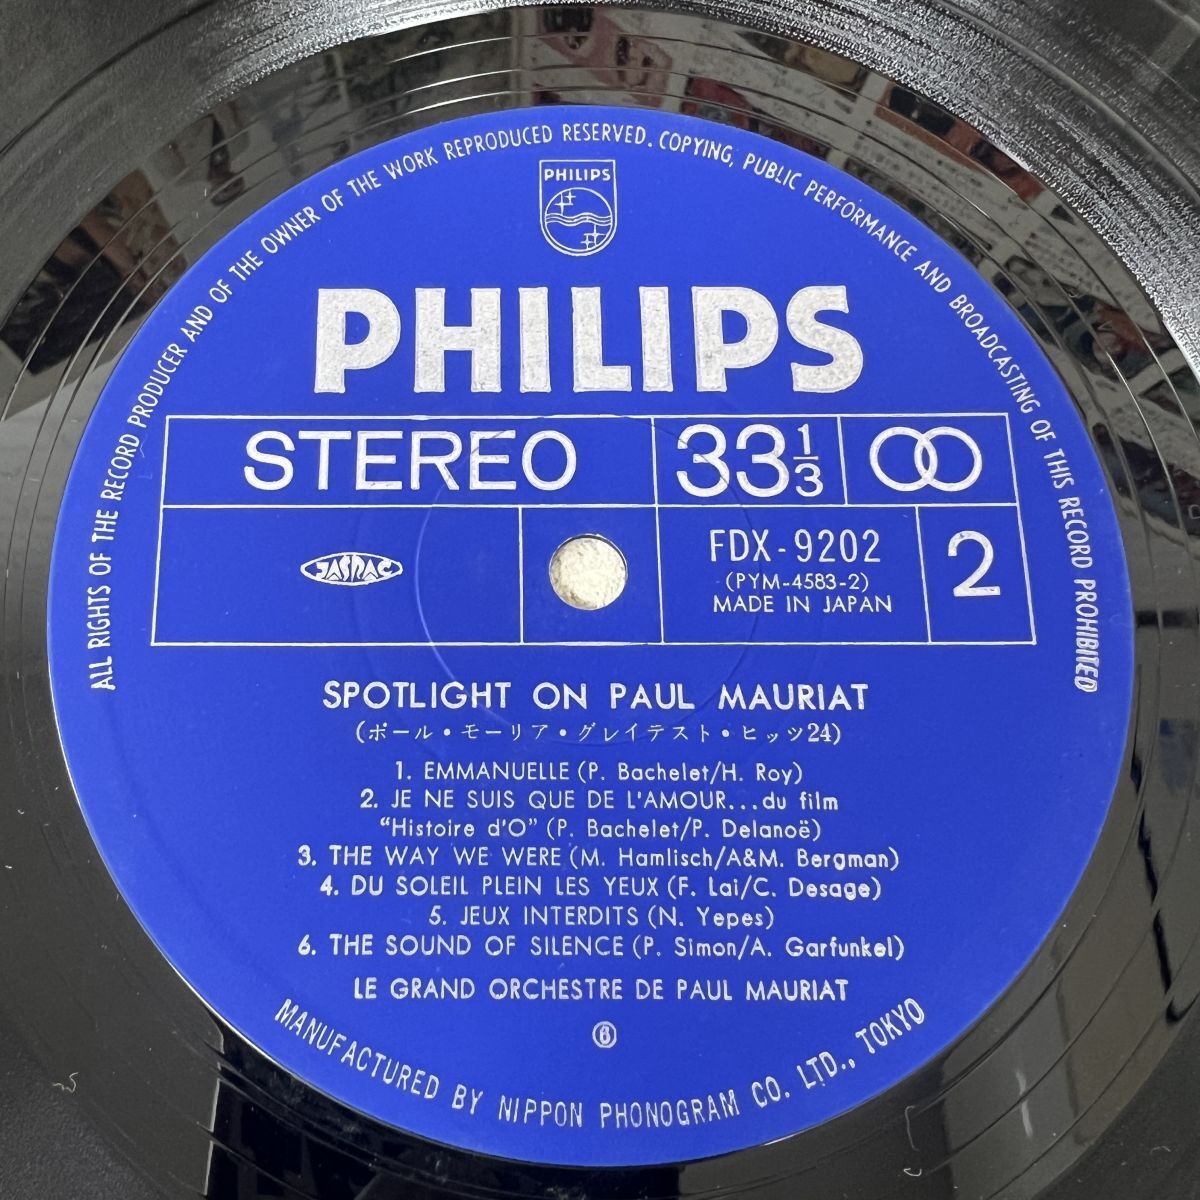 ALL RIGHTS OF THE RECORD PRODUCER AND OF THE OWNER OF THE WORK REPRODUCED RESERVED. COPYING, PUBLIC PERFORMANCE AND BROADCASTING OF THIS RECORD PROHIBITED
PHILIPS
PHILIPS
STEREO 33 1/3
JASRAC
FDX-9202
(PYM-4583-2)
MADE IN JAPAN
2
SPOTLIGHT ON PAUL MAURIAT
(ポール・モーリア・グレイテスト・ヒッツ24)
1. EMMANUELLE (P. Bachelet/H. Roy)
2. JE NE SUIS QUE DE L'AMOUR...du film
"Histoire d'O" (P. Bachelet/P. Delanoë)
3. THE WAY WE WERE (M. Hamlisch/A&M. Bergman)
4. DU SOLEIL PLEIN LES YEUX (F. Lai/C. Desage)
5. JEUX INTERDITS (N. Yepes)
6. THE SOUND OF SILENCE (P. Simon/A. Garfunkel)
LE GRAND ORCHESTRE DE PAUL MAURIAT
⑥
MANUFACTURED BY NIPPON PHONOGRAM CO. LTD., TOKYO